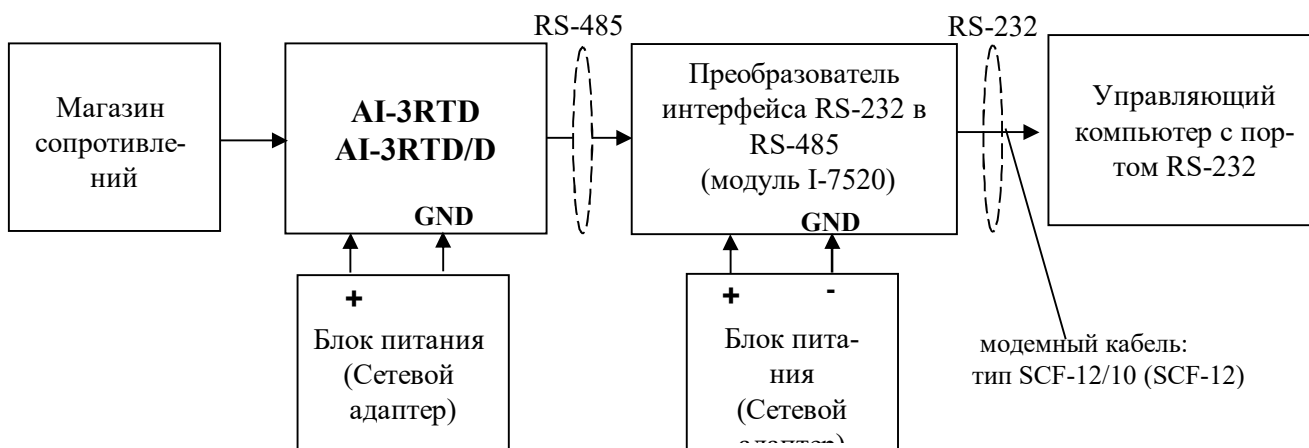 RS-485
RS-232
Магазин
сопротивле-
ний
AI-3RTD
AI-3RTD/D
GND
Преобразователь
интерфейса RS-232 в
RS-485
(модуль I-7520)
GND
Управляющий
компьютер с пор-
том RS-232
+
Блок питания
(Сетевой
адаптер)
+ -
Блок пита-
ния
(Сетевой
адаптер)
модемный кабель:
тип SCF-12/10 (SCF-12)